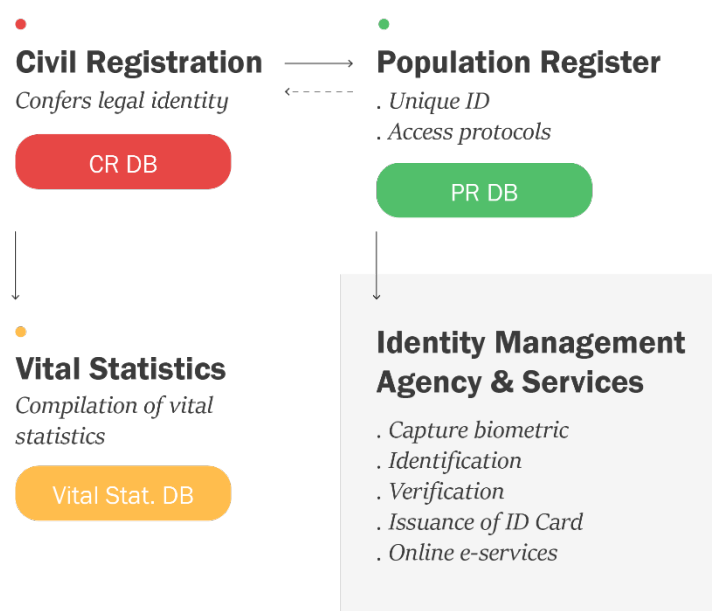 Civil Registration
Confers legal identity
CR DB
Population Register
. Unique ID
. Access protocols
PR DB
Vital Statistics
Compilation of vital
statistics
Vital Stat. DB
Identity Management
Agency & Services
. Capture biometric
. Identification
. Verification
. Issuance of ID Card
. Online e-services